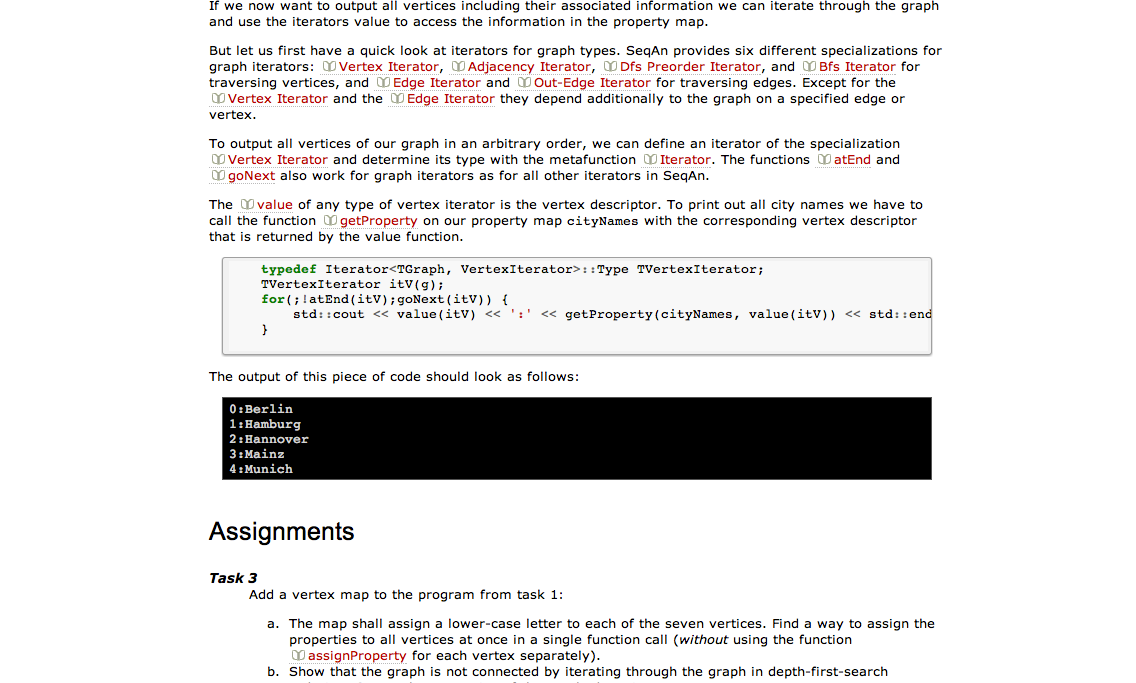 If we now want to output all vertices including their associated information we can iterate through the graph
and use the iterators value to access the information in the property map.
But let us first have a quick look at iterators for graph types. SeqAn provides six different specializations for
graph iterators: Vertex Iterator, Adjacency Iterator, Dfs Preorder Iterator, and Bfs Iterator for
traversing vertices, and Edge Iterator and Out-Edge Iterator for traversing edges. Except for the
Vertex Iterator and the Edge Iterator they depend additionally to the graph on a specified edge or
vertex.
To output all vertices of our graph in an arbitrary order, we can define an iterator of the specialization
Vertex Iterator and determine its type with the metafunction Iterator. The functions atEnd and
goNext also work for graph iterators as for all other iterators in SeqAn.
The value of any type of vertex iterator is the vertex descriptor. To print out all city names we have to
call the function getProperty on our property map cityNames with the corresponding vertex descriptor
that is returned by the value function.
typedef Iterator<TGraph, VertexIterator>::Type TVertexIterator;
TVertexIterator itV(g);
for(;!atEnd(itV);goNext(itV)) {
std::cout << value(itV) << ':' << getProperty(cityNames, value(itV)) << std::end
}
The output of this piece of code should look as follows:
0:Berlin
1:Hamburg
2:Hannover
3:Mainz
4:Munich
Assignments
Task 3
Add a vertex map to the program from task 1:
a. The map shall assign a lower-case letter to each of the seven vertices. Find a way to assign the
properties to all vertices at once in a single function call (without using the function
assignProperty for each vertex separately).
b. Show that the graph is not connected by iterating through the graph in depth-first-search